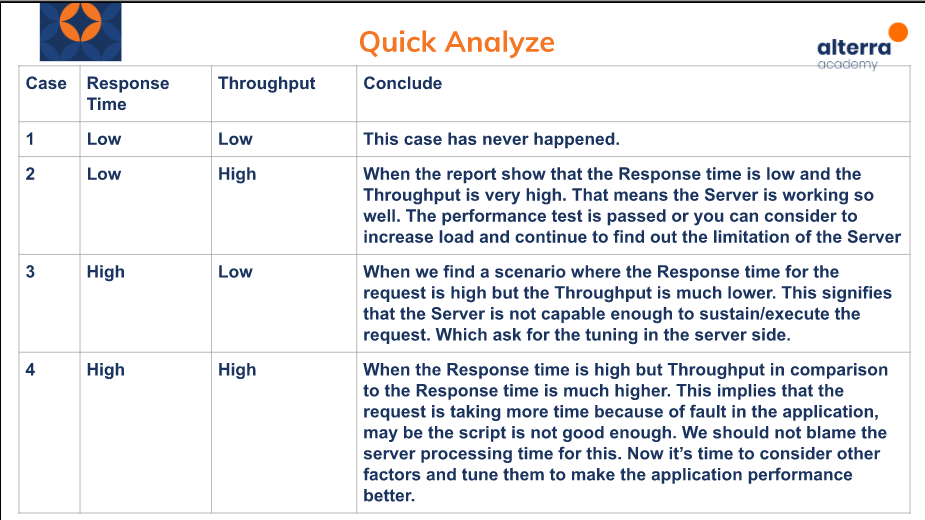 Quick Analyze
alterra
academy
Case Response Time Throughput Conclude
1 Low Low This case has never happened.
2 Low High When the report show that the Response time is low and the
Throughput is very high. That means the Server is working so
well. The performance test is passed or you can consider to
increase load and continue to find out the limitation of the Server
3 High Low When we find a scenario where the Response time for the
request is high but the Throughput is much lower. This signifies
that the Server is not capable enough to sustain/execute the
request. Which ask for the tuning in the server side.
4 High High When the Response time is high but Throughput in comparison
to the Response time is much higher. This implies that the
request is taking more time because of fault in the application,
may be the script is not good enough. We should not blame the
server processing time for this. Now it’s time to consider other
factors and tune them to make the application performance
better.